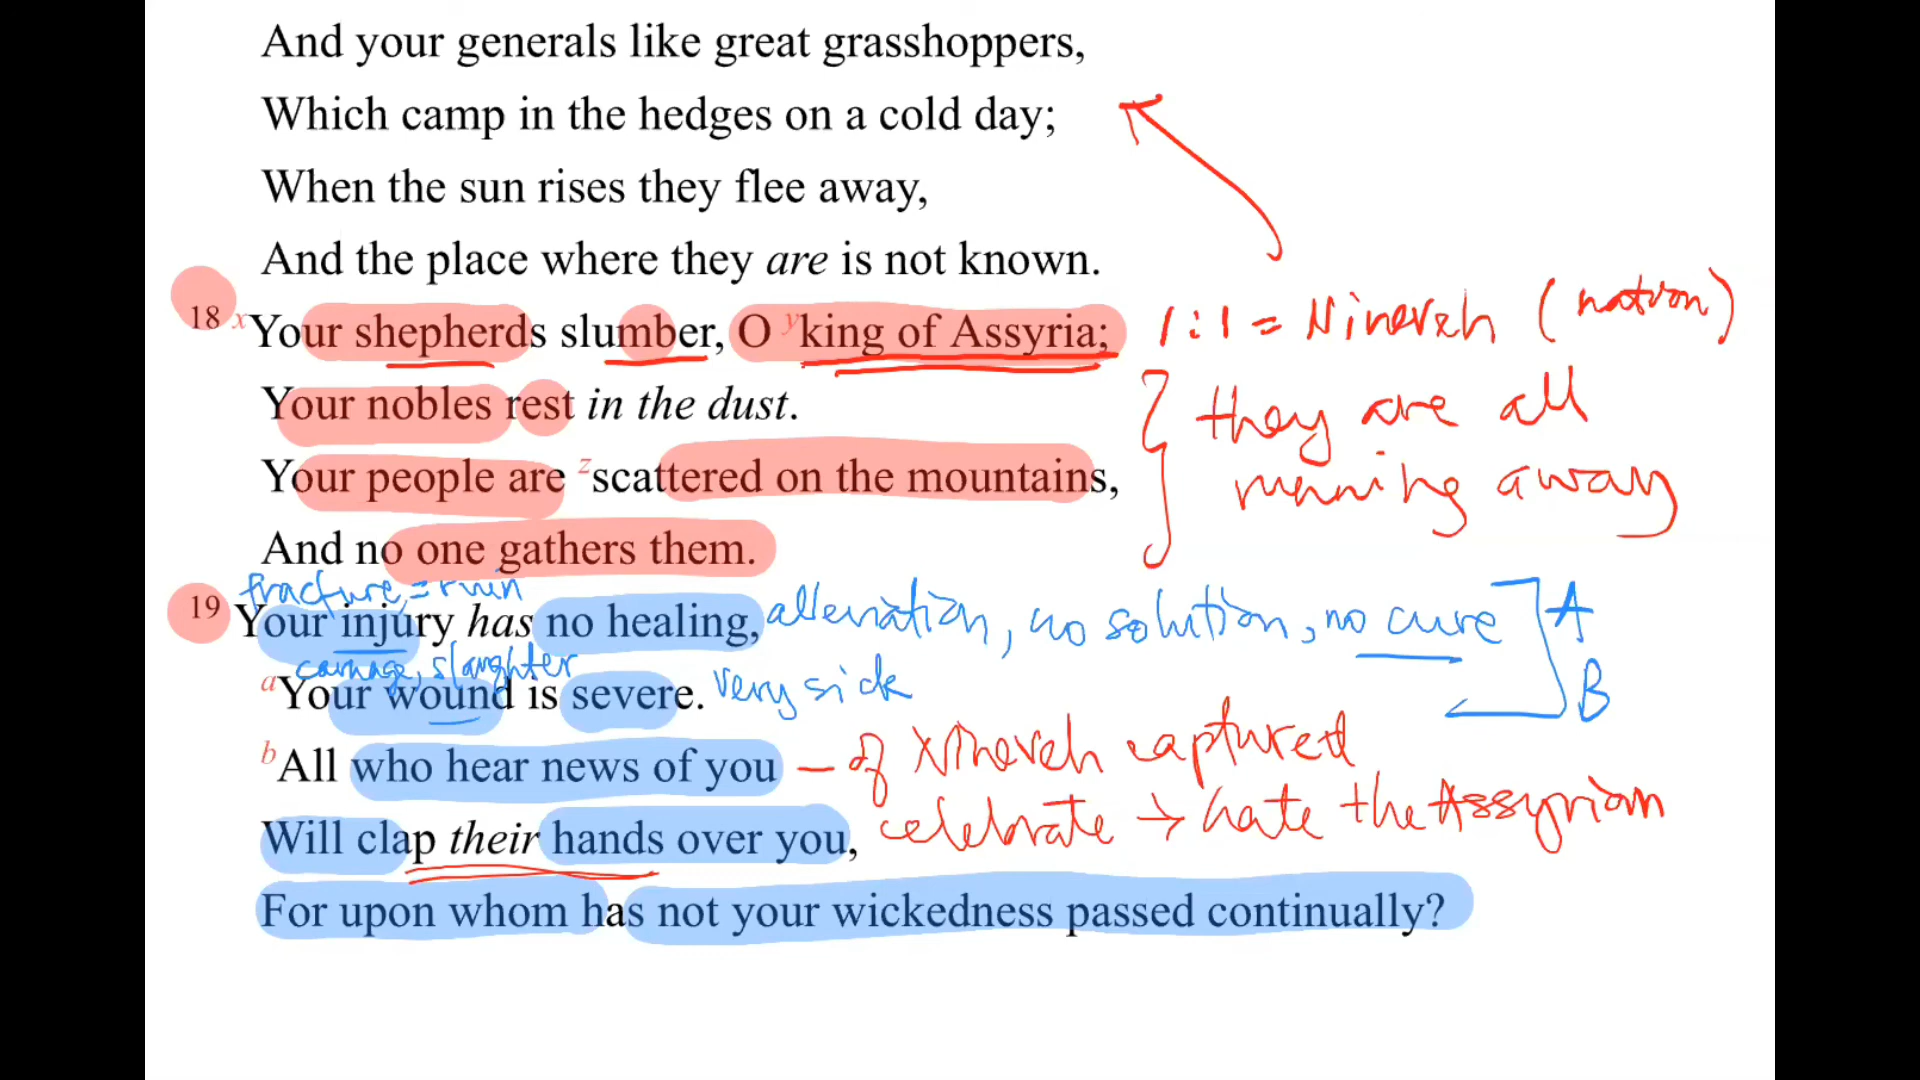 And your generals like great grasshoppers,
Which camp in the hedges on a cold day;
When the sun rises they flee away,
And the place where they are is not known.
18 xYour shepherds slumber, O yking of Assyria; 1:1 = Nineveh (nation)
Your nobles rest in the dust. they are all
Your people are zscattered on the mountains, running away
And no one gathers them.
fracture, = ruin
19 Your injury has no healing, alleviation, no solution, no cure A
carnage, slaughter
aYour wound is severe. very sick B
bAll who hear news of you – of Nineveh captured
Will clap their hands over you, celebrate → hate the Assyrian
For upon whom has not your wickedness passed continually?